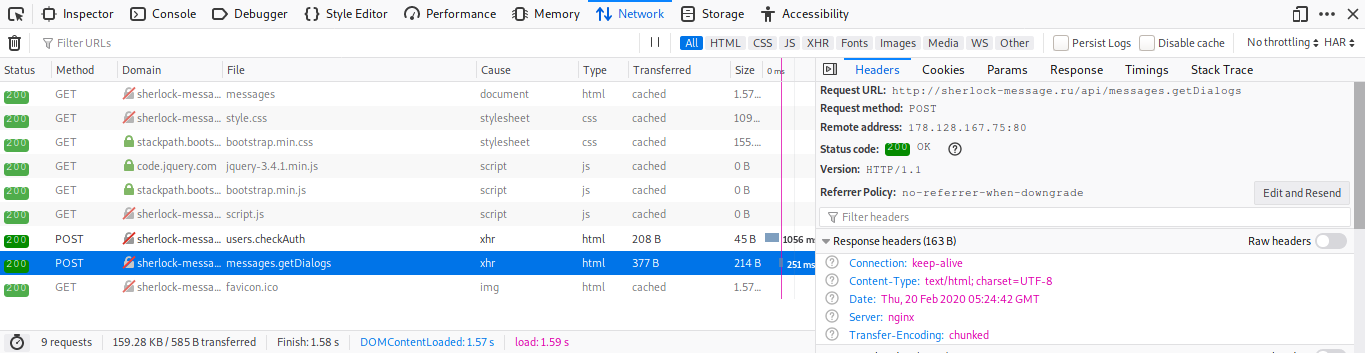 Inspector Console Debugger Style Editor Performance Memory Network Storage Accessibility
Filter URLs All HTML CSS JS XHR Fonts Images Media WS Other Persist Logs Disable cache No throttling HAR
Status Method Domain File Cause Type Transferred Size 0 ms
200 GET sherlock-messa... messages document html cached 1.57...
200 GET sherlock-messa... style.css stylesheet css cached 109...
200 GET stackpath.boots... bootstrap.min.css stylesheet css cached 155...
200 GET code.jquery.com jquery-3.4.1.min.js script js cached 0 B
200 GET stackpath.boots... bootstrap.min.js script js cached 0 B
200 GET sherlock-messa... script.js script js cached 0 B
200 POST sherlock-messa... users.checkAuth xhr html 208 B 45 B 1056 ms
200 POST sherlock-messa... messages.getDialogs xhr html 377 B 214 B 251 ms
200 GET sherlock-messa... favicon.ico img html cached 1.57...
9 requests 159.28 KB / 585 B transferred Finish: 1.58 s DOMContentLoaded: 1.57 s load: 1.59 s
Headers Cookies Params Response Timings Stack Trace
Request URL: http://sherlock-message.ru/api/messages.getDialogs
Request method: POST
Remote address: 178.128.167.75:80
Status code: 200 OK
Version: HTTP/1.1
Referrer Policy: no-referrer-when-downgrade Edit and Resend
Filter headers
Response headers (163 B) Raw headers
Connection: keep-alive
Content-Type: text/html; charset=UTF-8
Date: Thu, 20 Feb 2020 05:24:42 GMT
Server: nginx
Transfer-Encoding: chunked